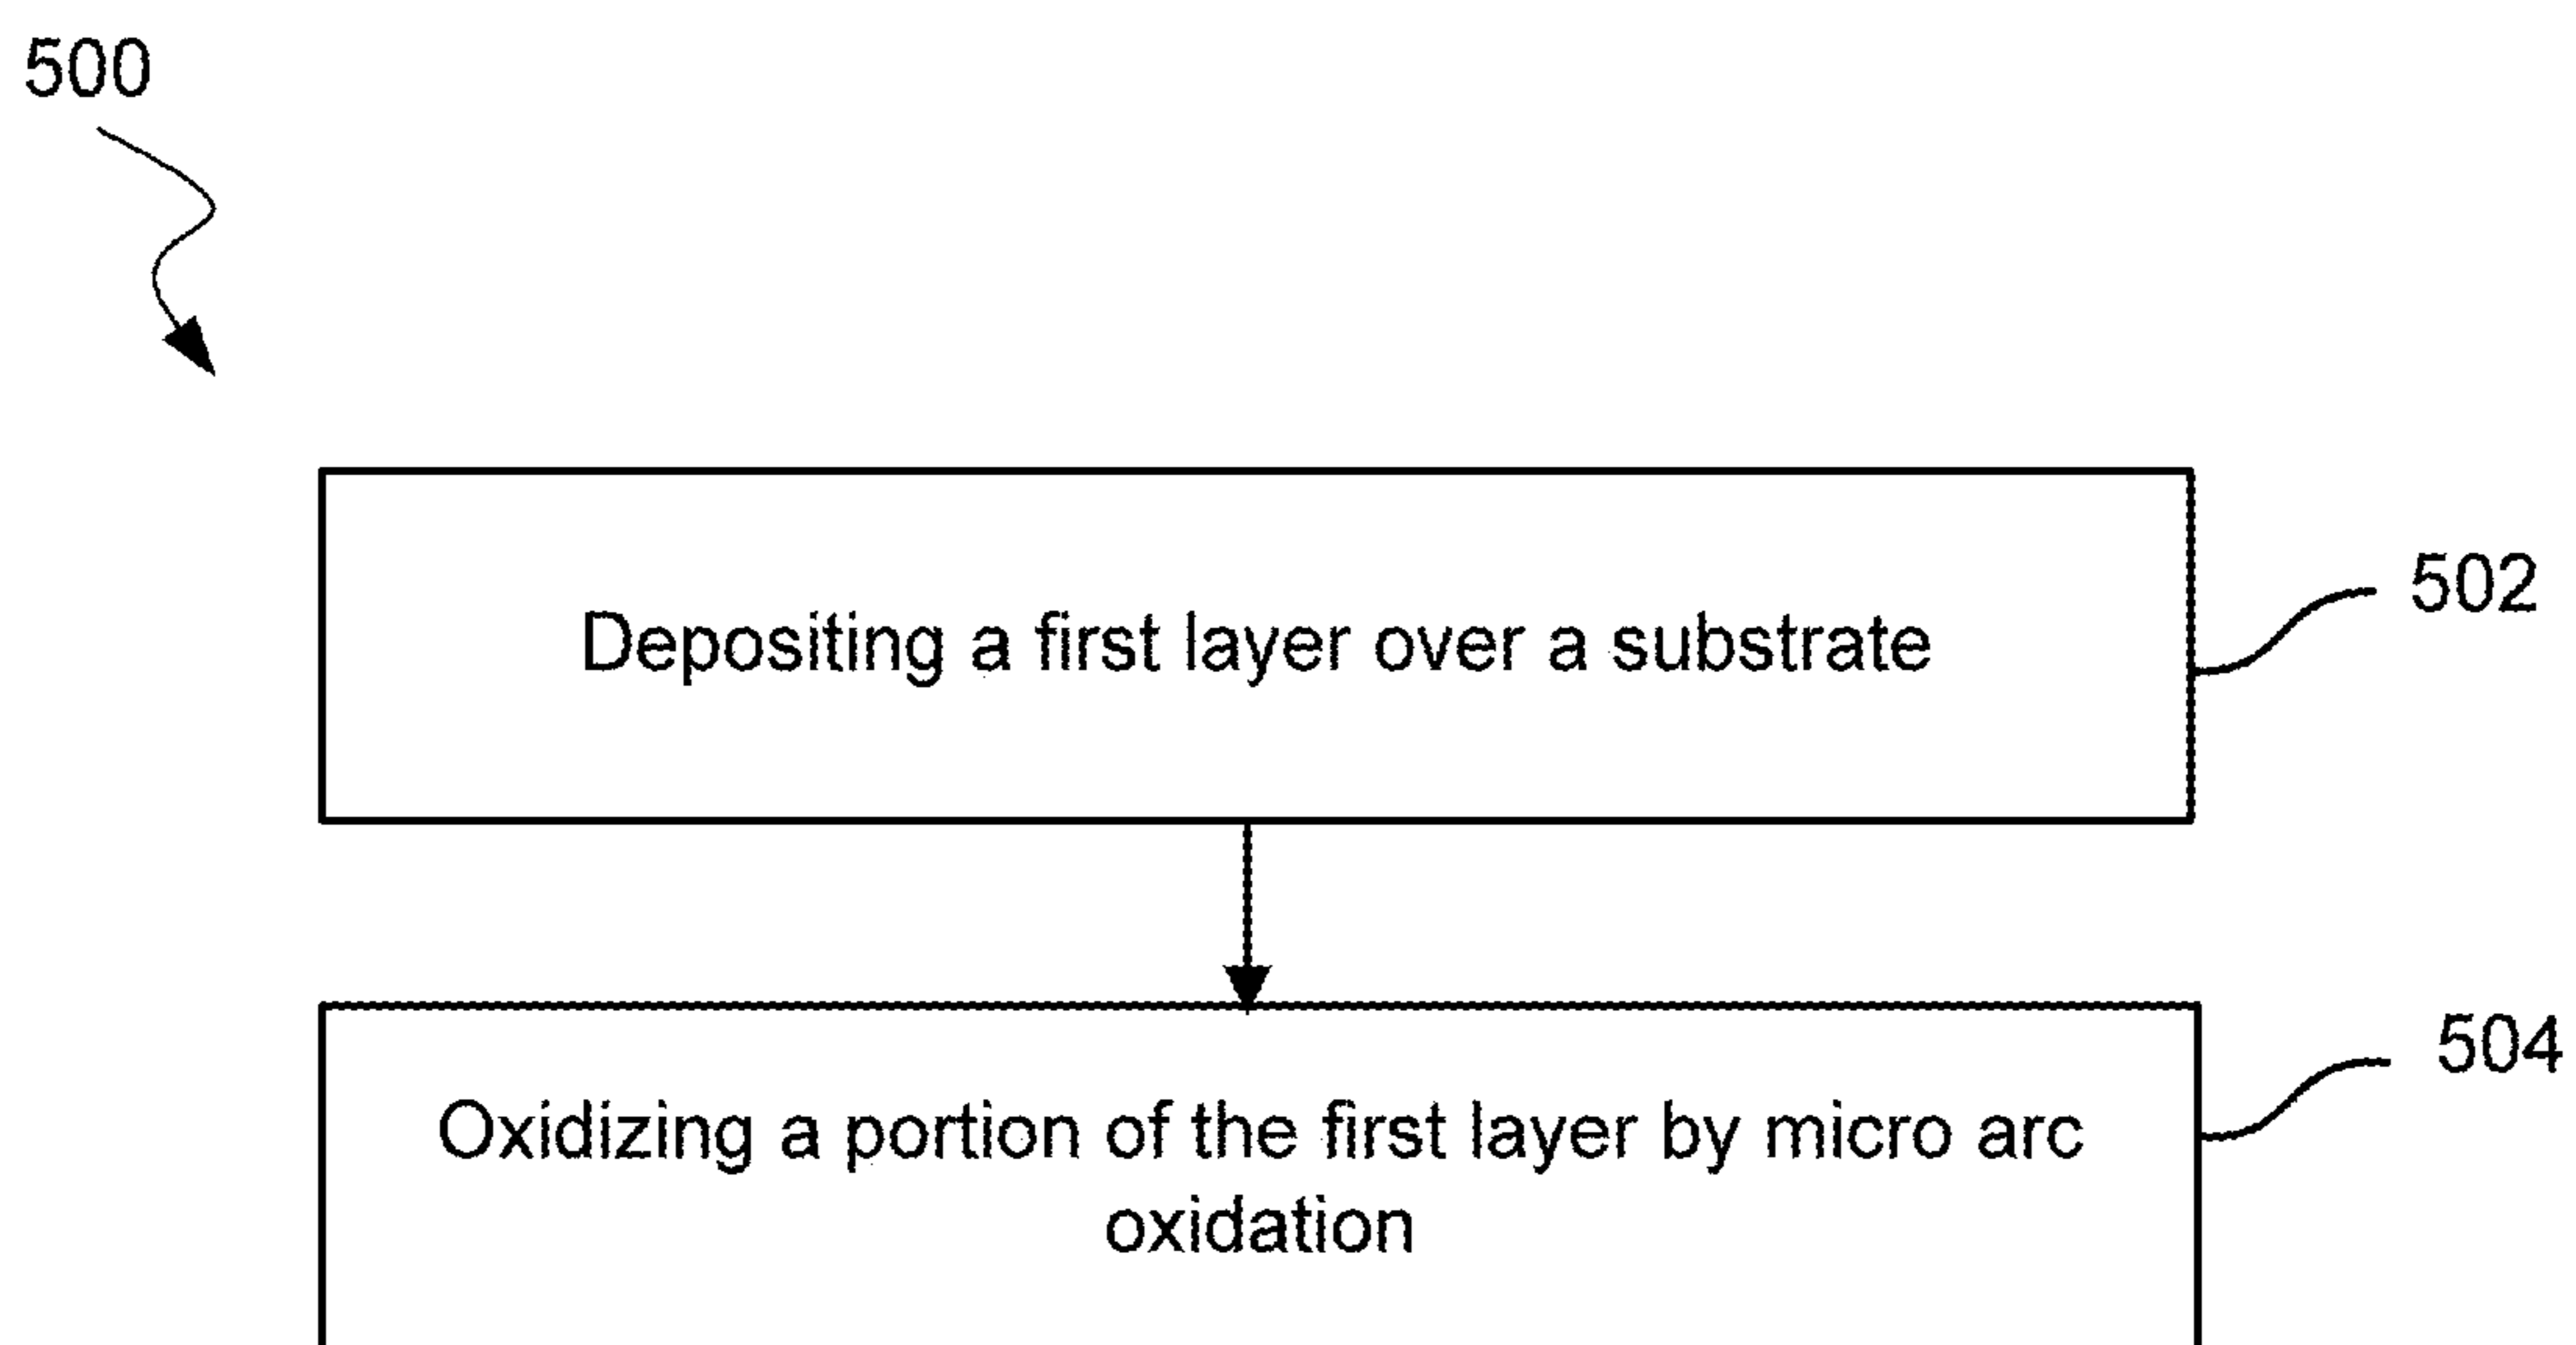 500
Depositing a first layer over a substrate
502
Oxidizing a portion of the first layer by micro arc
oxidation
504